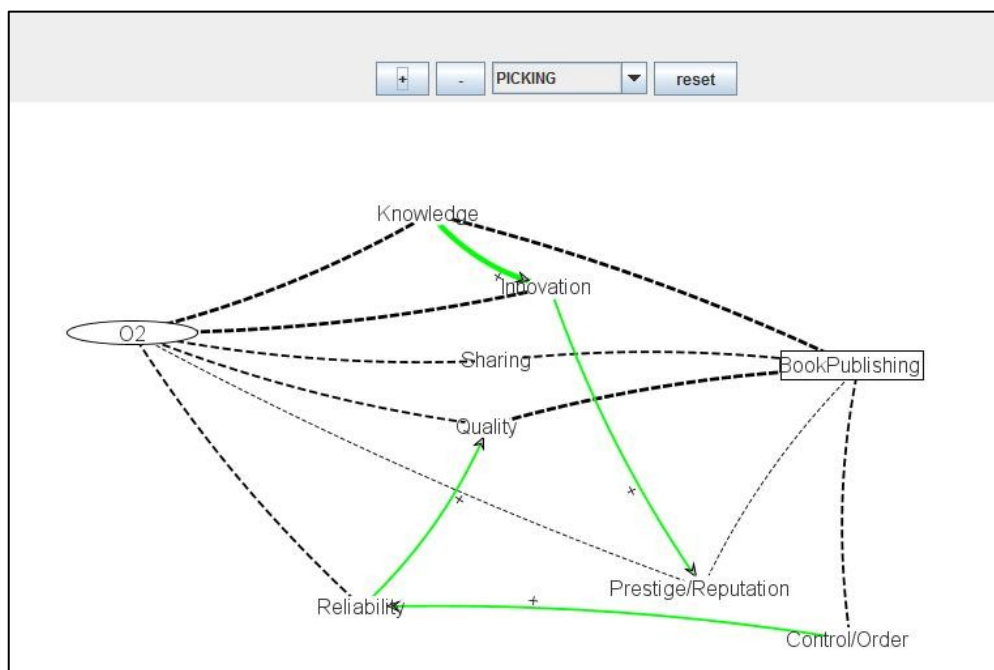 + - PICKING reset
Knowledge
+
Innovation
O2
Sharing
BookPublishing
Quality
+
+
Prestige/Reputation
+
Reliability
Control/Order